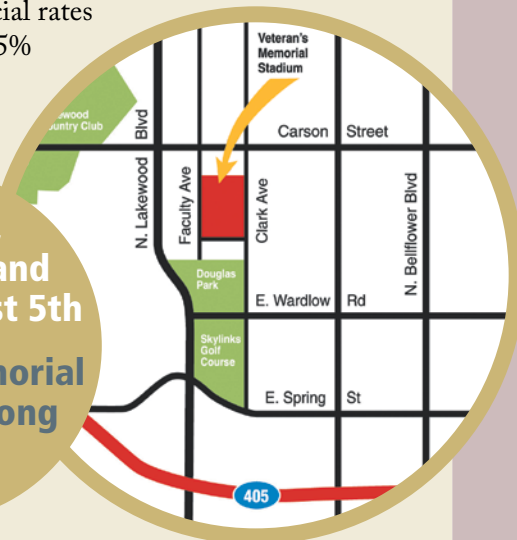 cial rates
5%
Veteran's
Memorial
Stadium
ewood
ountry Club
Blvd
Carson Street
N. Lakewood
Faculty Ave
Clark Ave
N. Bellflower Blvd
and
st 5th
Douglas
Park
E. Wardlow Rd
Skylinks
Golf
Course
morial
ong
E. Spring St
405